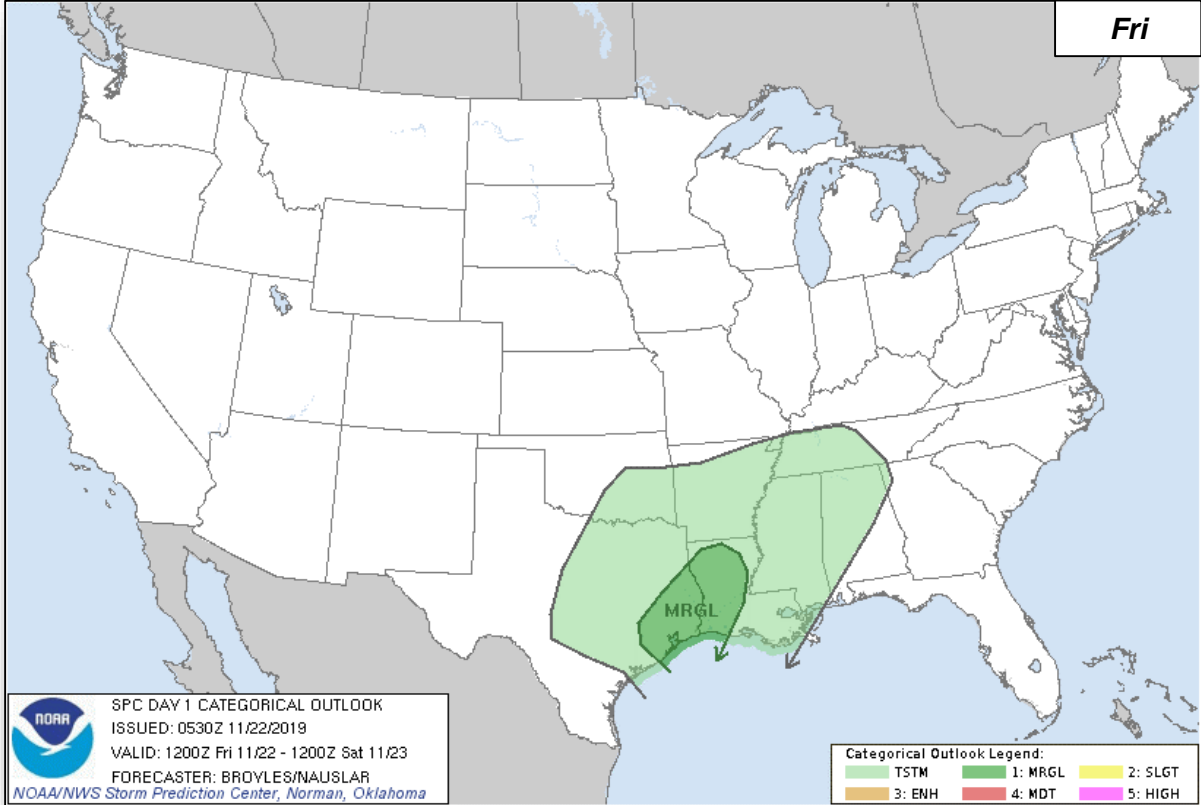 Fri
MRGL
NOAA
SPC DAY 1 CATEGORICAL OUTLOOK
ISSUED: 0530Z 11/22/2019
VALID: 1200Z Fri 11/22 - 1200Z Sat 11/23
FORECASTER: BROYLES/NAUSLAR
NOAA/NWS Storm Prediction Center, Norman, Oklahoma
Categorical Outlook Legend:
TSTM 1: MRGL 2: SLGT
3: ENH 4: MDT 5: HIGH